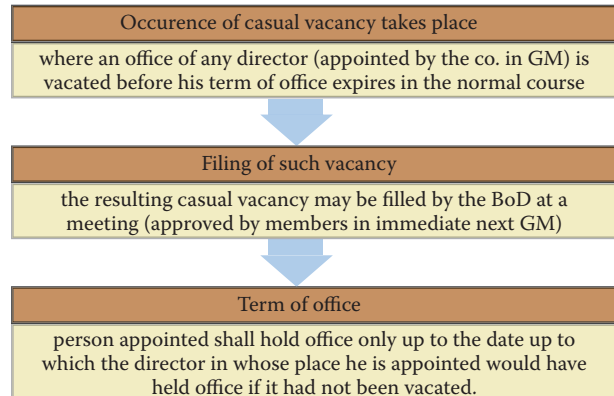 Occurence of casual vacancy takes place
where an office of any director (appointed by the co. in GM) is
vacated before his term of office expires in the normal course
Filing of such vacancy
the resulting casual vacancy may be filled by the BoD at a
meeting (approved by members in immediate next GM)
Term of office
person appointed shall hold office only up to the date up to
which the director in whose place he is appointed would have
held office if it had not been vacated.